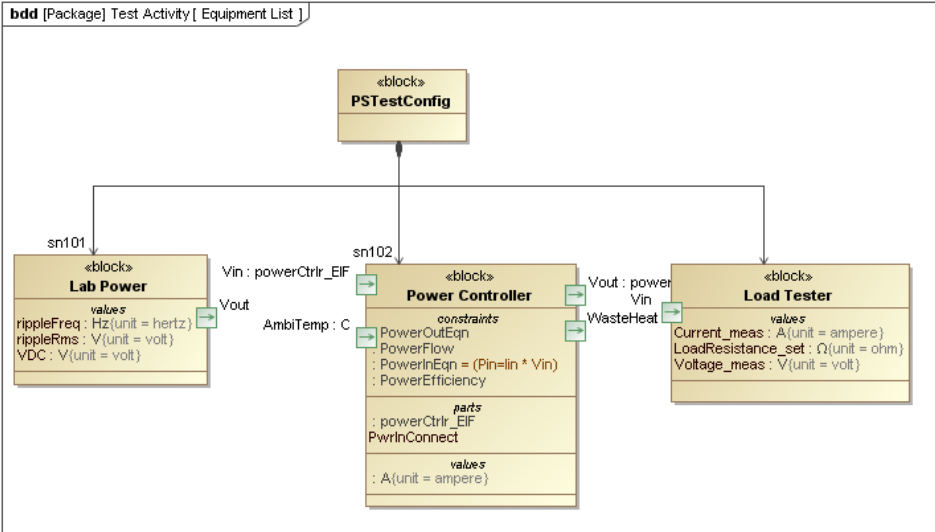 bdd [Package] Test Activity [ Equipment List ]
«block»
PSTestConfig
sn101
«block»
Lab Power
values
rippleFreq : Hz{unit = hertz}
rippleRms : V{unit = volt}
VDC : V{unit = volt}
Vout
sn102
Vin : powerCtrlr_EIF
AmbiTemp : C
«block»
Power Controller
constraints
: PowerOutEqn
: PowerFlow
: PowerInEqn = (Pin=Iin * Vin)
: PowerEfficiency
parts
: powerCtrlr_EIF
PwrInConnect
values
: A{unit = ampere}
Vout : power
Vin
WasteHeat
«block»
Load Tester
values
Current_meas : A{unit = ampere}
LoadResistance_set : Ω{unit = ohm}
Voltage_meas : V{unit = volt}